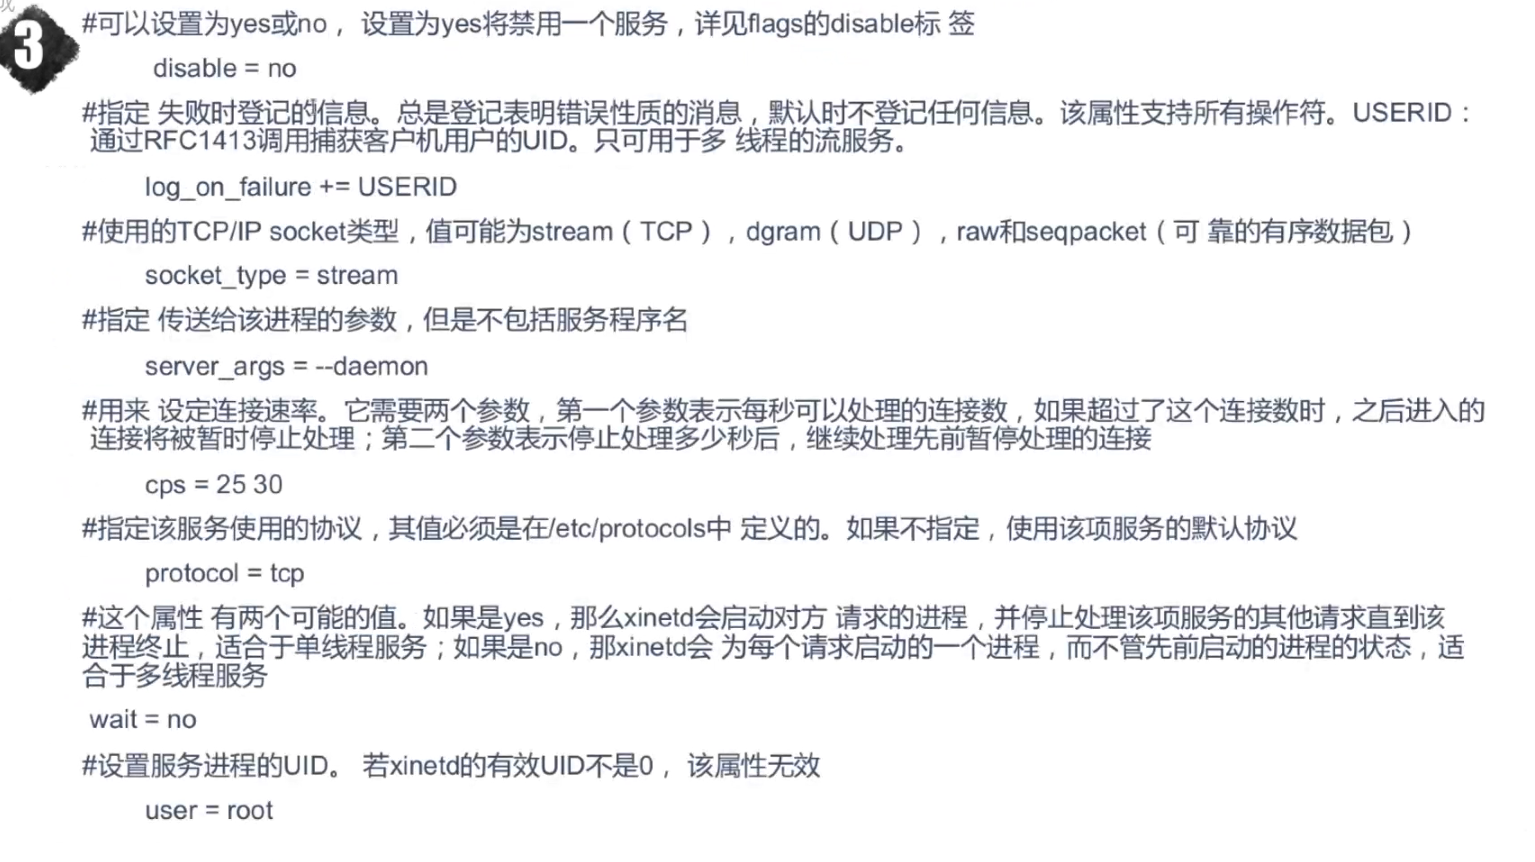 3
#可以设置为yes或no， 设置为yes将禁用一个服务，详见flags的disable标 签
disable = no
#指定 失败时登记的信息。总是登记表明错误性质的消息，默认时不登记任何信息。该属性支持所有操作符。USERID：
通过RFC1413调用捕获客户机用户的UID。只可用于多 线程的流服务。
log_on_failure += USERID
#使用的TCP/IP socket类型，值可能为stream（TCP），dgram（UDP），raw和seqpacket（可 靠的有序数据包）
socket_type = stream
#指定 传送给该进程的参数，但是不包括服务程序名
server_args = --daemon
#用来 设定连接速率。它需要两个参数，第一个参数表示每秒可以处理的连接数，如果超过了这个连接数时，之后进入的
连接将被暂时停止处理；第二个参数表示停止处理多少秒后，继续处理先前暂停处理的连接
cps = 25 30
#指定该服务使用的协议，其值必须是在/etc/protocols中 定义的。如果不指定，使用该项服务的默认协议
protocol = tcp
#这个属性 有两个可能的值。如果是yes，那么xinetd会启动对方 请求的进程，并停止处理该项服务的其他请求直到该
进程终止，适合于单线程服务；如果是no，那xinetd会 为每个请求启动的一个进程，而不管先前启动的进程的状态，适
合于多线程服务
wait = no
#设置服务进程的UID。 若xinetd的有效UID不是0， 该属性无效
user = root